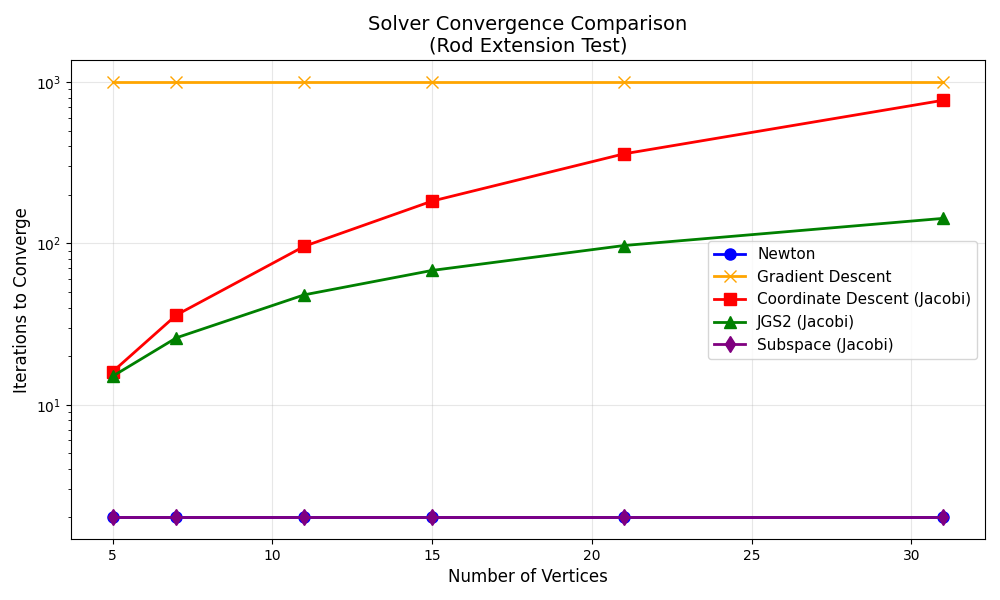 Solver Convergence Comparison
(Rod Extension Test)
Iterations to Converge
10³
10²
10¹
Newton
Gradient Descent
Coordinate Descent (Jacobi)
JGS2 (Jacobi)
Subspace (Jacobi)
5 10 15 20 25 30
Number of Vertices